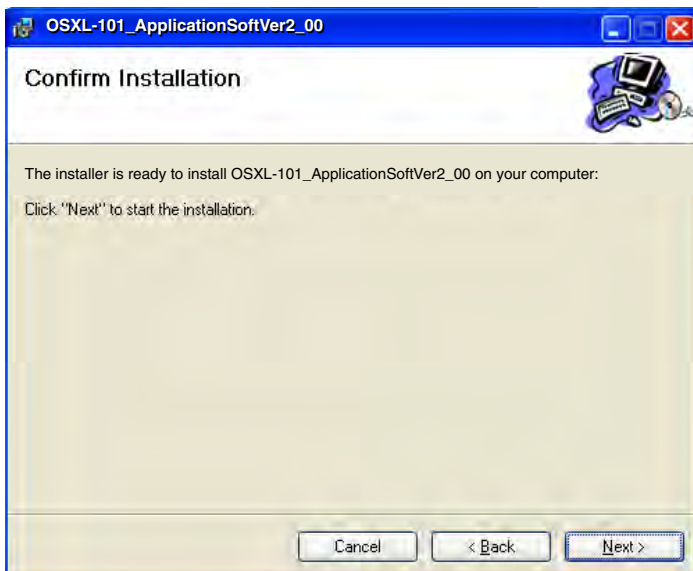 OSXL-101_ApplicationSoftVer2_00
Confirm Installation
The installer is ready to install OSXL-101_ApplicationSoftVer2_00 on your computer:
Click "Next" to start the installation.
Cancel
< Back
Next >